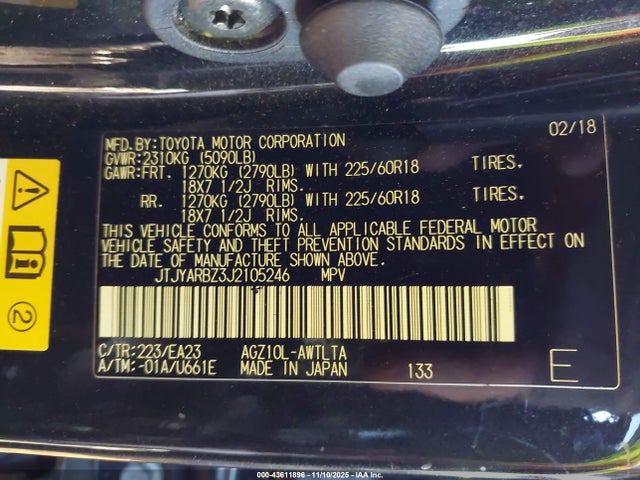 MFD.BY:TOYOTA MOTOR CORPORATION 02/18
GVWR:2310KG (5090LB)
GAWR:FRT. 1270KG (2790LB) WITH 225/60R18 TIRES.
18X7 1/2J RIMS.
RR. 1270KG (2790LB) WITH 225/60R18 TIRES.
18X7 1/2J RIMS.
THIS VEHICLE CONFORMS TO ALL APPLICABLE FEDERAL MOTOR
VEHICLE SAFETY AND THEFT PREVENTION STANDARDS IN EFFECT ON
THE DATE OF MANUFACTURE SHOWN ABOVE.
JTJYARBZ3J2105246 MPV
C/TR:223/EA23 AGZ10L-AWTLTA
A/TM:-01A/U661E MADE IN JAPAN 133 E
2
000-43611896 - 11/10/2025 - IAA Inc.